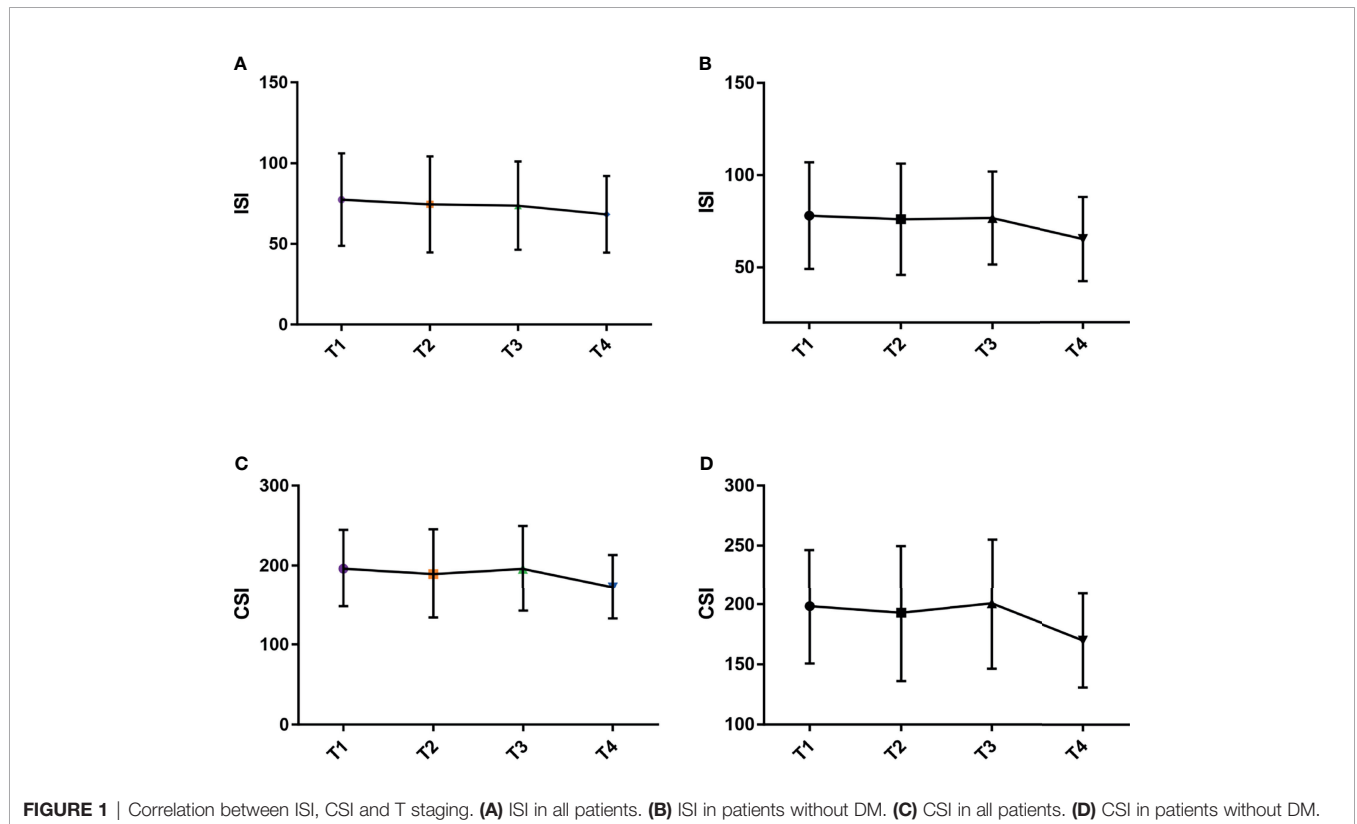 A
150
100
50
0
ISI
T1 T2 T3 T4
B
150
100
50
ISI
T1 T2 T3 T4
C
300
200
100
0
CSI
T1 T2 T3 T4
D
300
250
200
150
100
CSI
T1 T2 T3 T4
FIGURE 1 | Correlation between ISI, CSI and T staging. (A) ISI in all patients. (B) ISI in patients without DM. (C) CSI in all patients. (D) CSI in patients without DM.